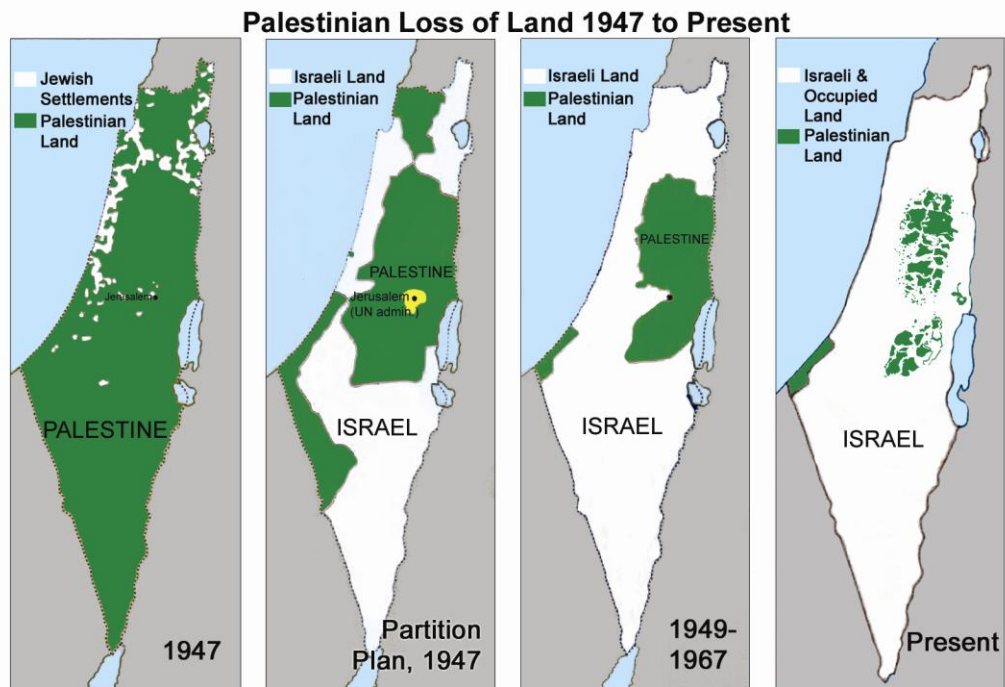 Palestinian Loss of Land 1947 to Present
Jewish
Settlements
Palestinian
Land
Jerusalem
PALESTINE
1947
Israeli Land
Palestinian
Land
PALESTINE
Jerusalem
(UN admin.)
ISRAEL
Partition
Plan, 1947
Israeli Land
Palestinian
Land
PALESTINE
ISRAEL
1949-
1967
Israeli &
Occupied
Land
Palestinian
Land
ISRAEL
Present